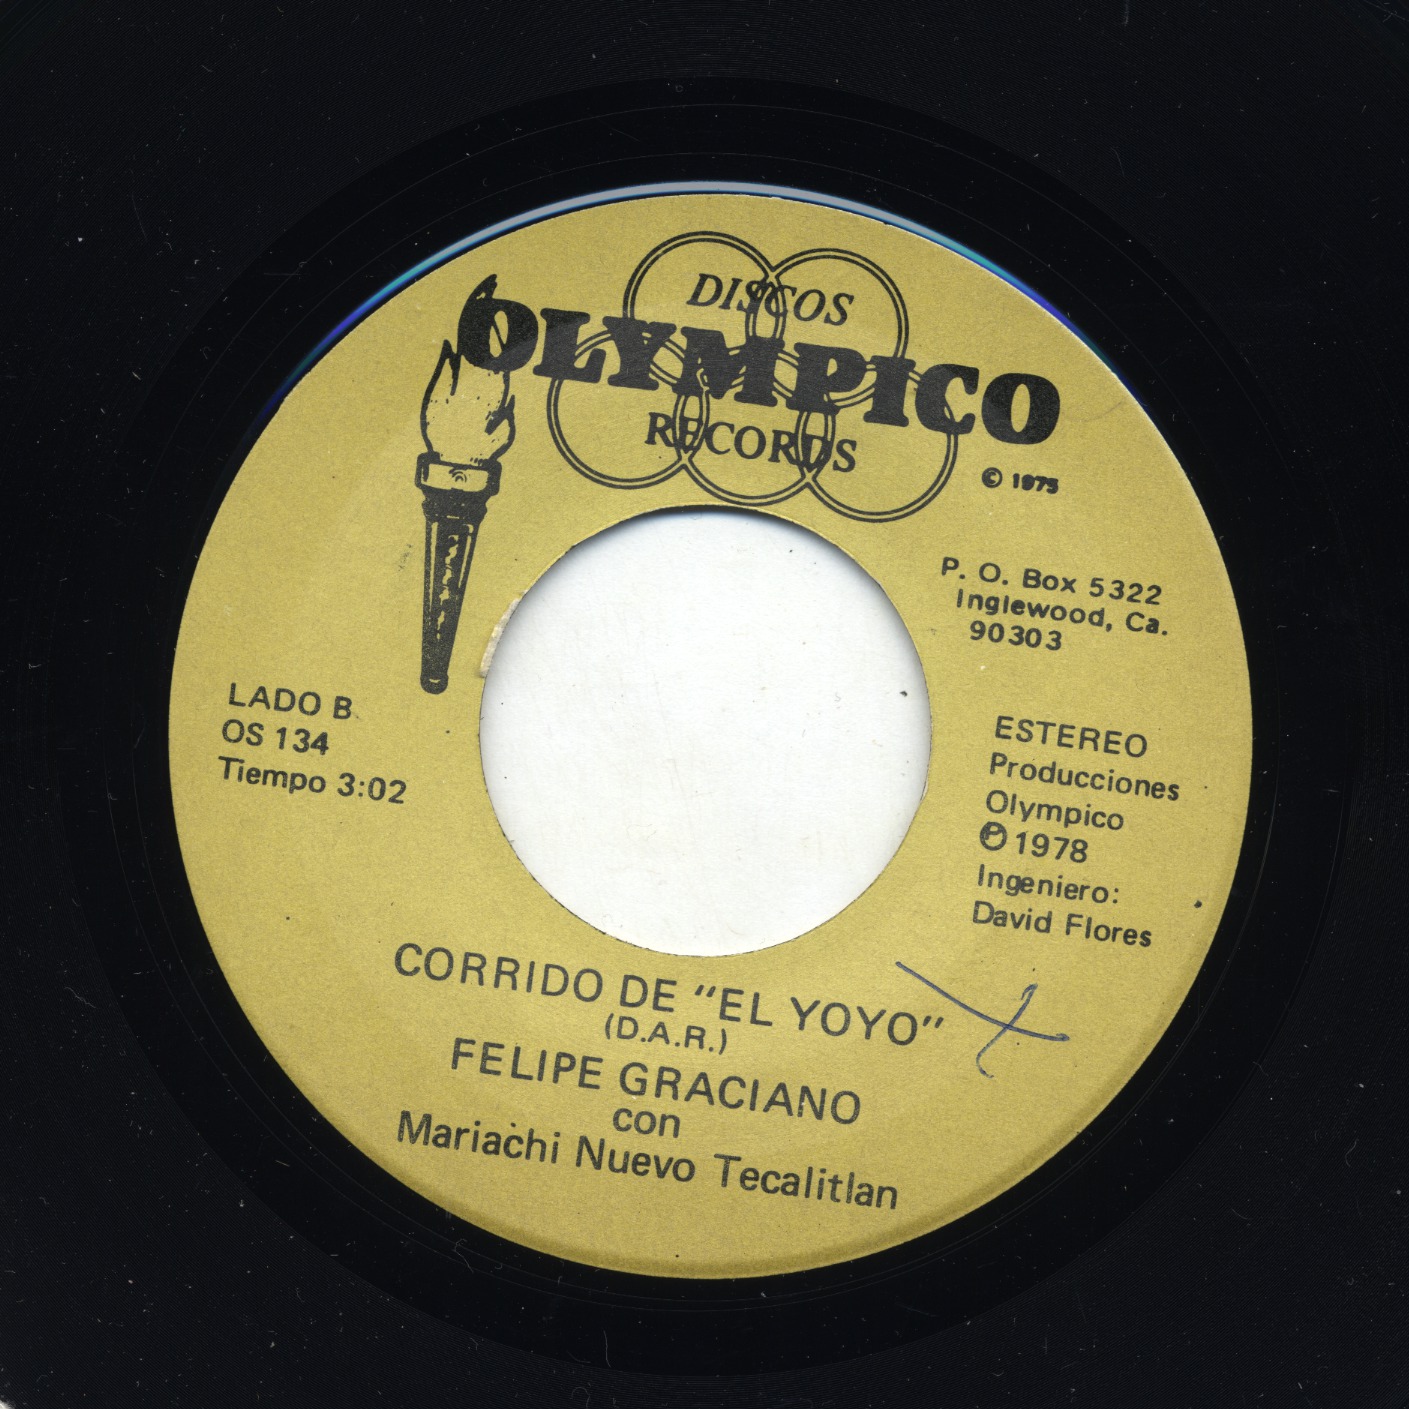 DISCOS
OLYMPICO
RECORDS
© 1975
P. O. Box 5322
Inglewood, Ca.
90303
LADO B
OS 134
Tiempo 3:02
ESTEREO
Producciones
Olympico
℗ 1978
Ingeniero:
David Flores
CORRIDO DE "EL YOYO"
(D.A.R.)
FELIPE GRACIANO
con
Mariachi Nuevo Tecalitlan